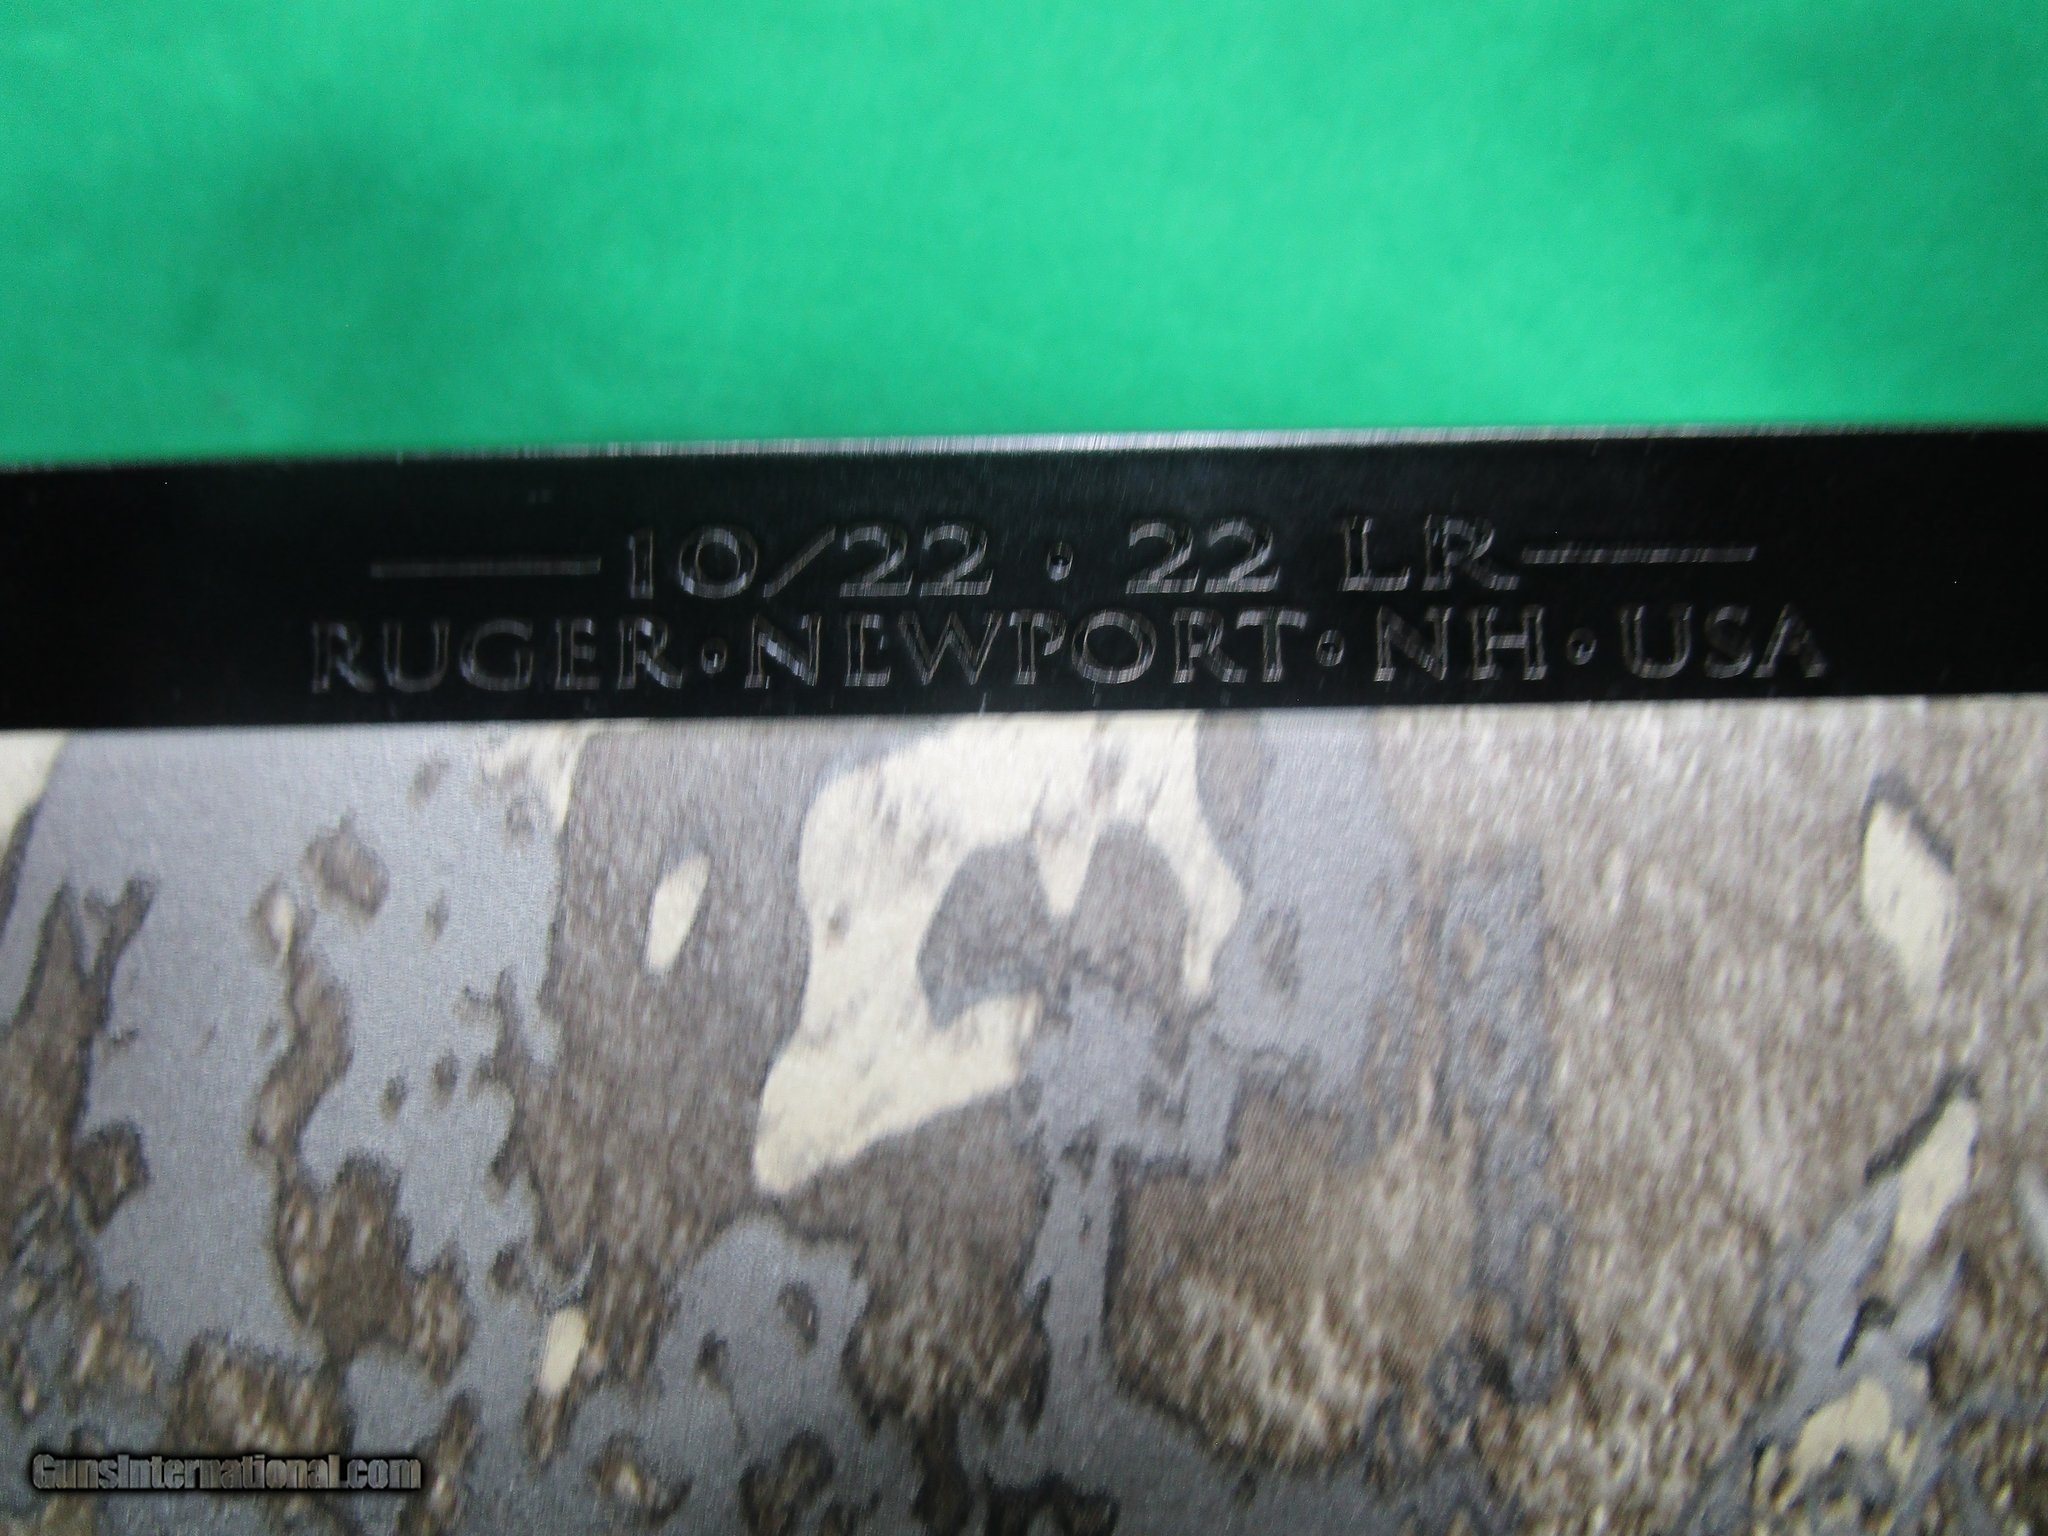 10/22 · 22 LR
RUGER · NEWPORT · NH · USA
GunsInternational.com